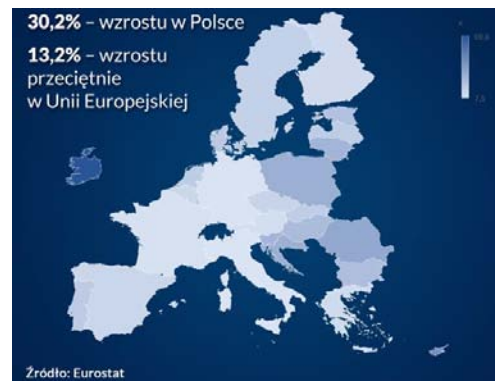 30,2% – wzrostu w Polsce
13,2% – wzrostu
przeciętnie
w Unii Europejskiej
Źródło: Eurostat